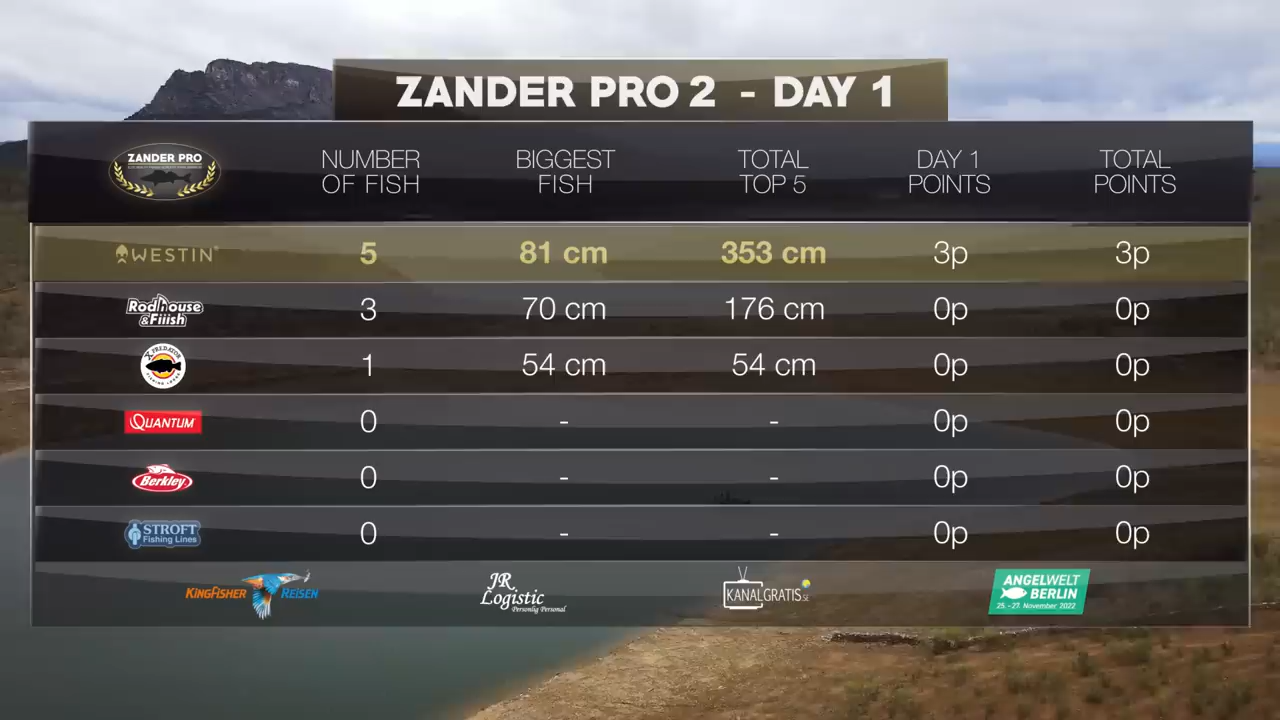 ZANDER PRO 2 - DAY 1
ZANDER PRO
NUMBER OF FISH
BIGGEST FISH
TOTAL TOP 5
DAY 1 POINTS
TOTAL POINTS
WESTIN® 5 81 cm 353 cm 3p 3p
Rodhouse &Fiiish 3 70 cm 176 cm 0p 0p
X PREDATOR FISHING LURES 1 54 cm 54 cm 0p 0p
QUANTUM 0 - - 0p 0p
Berkley 0 - - 0p 0p
STROFT Fishing Lines 0 - - 0p 0p
KINGFISHER REISEN
JR
Logistic
Personlig Personal
KANALGRATIS.SE
ANGELWELT
BERLIN
25. - 27. November 2022